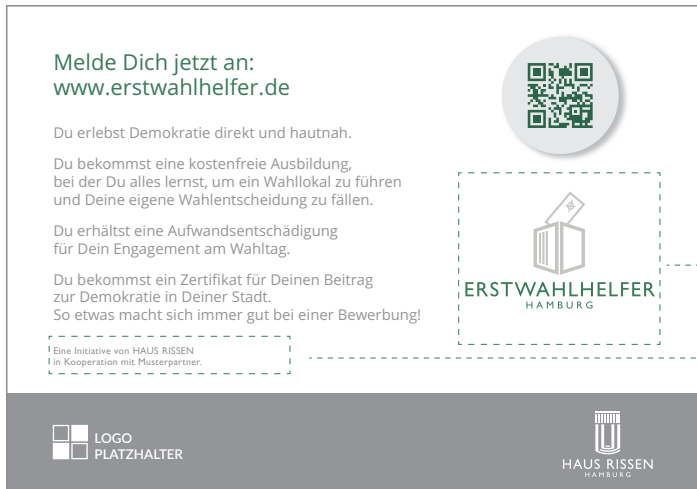 Melde Dich jetzt an:
www.erstwahlhelfer.de
Du erlebst Demokratie direkt und hautnah.
Du bekommst eine kostenfreie Ausbildung,
bei der Du alles lernst, um ein Wahllokal zu führen
und Deine eigene Wahlentscheidung zu fällen.
Du erhältst eine Aufwandsentschädigung
für Dein Engagement am Wahltag.
Du bekommst ein Zertifikat für Deinen Beitrag
zur Demokratie in Deiner Stadt.
So etwas macht sich immer gut bei einer Bewerbung!
Eine Initiative von HAUS RISSEN
in Kooperation mit Musterpartner.
ERSTWAHLHELFER
HAMBURG
LOGO
PLATZHALTER
HAUS RISSEN
HAMBURG